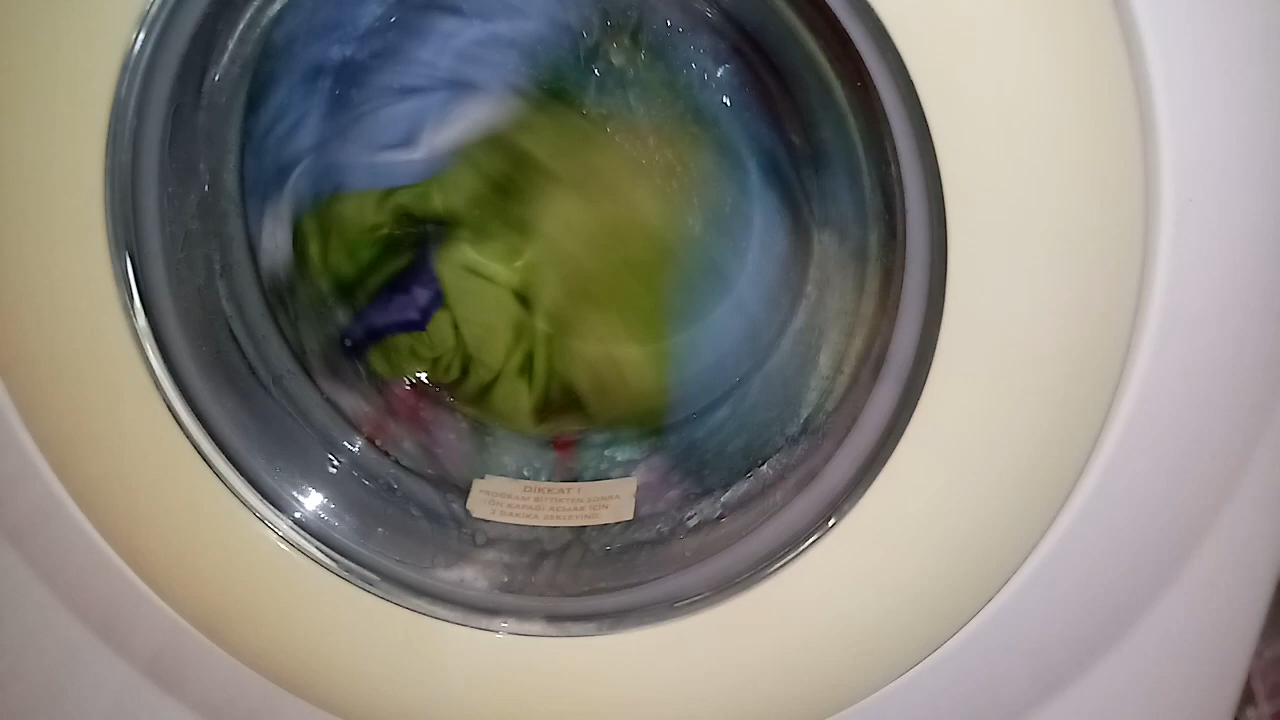 DİKKAT !
PROGRAM BİTTİKTEN SONRA
ÖN KAPAĞI AÇMAK İÇİN
2 DAKİKA BEKLEYİNİZ.